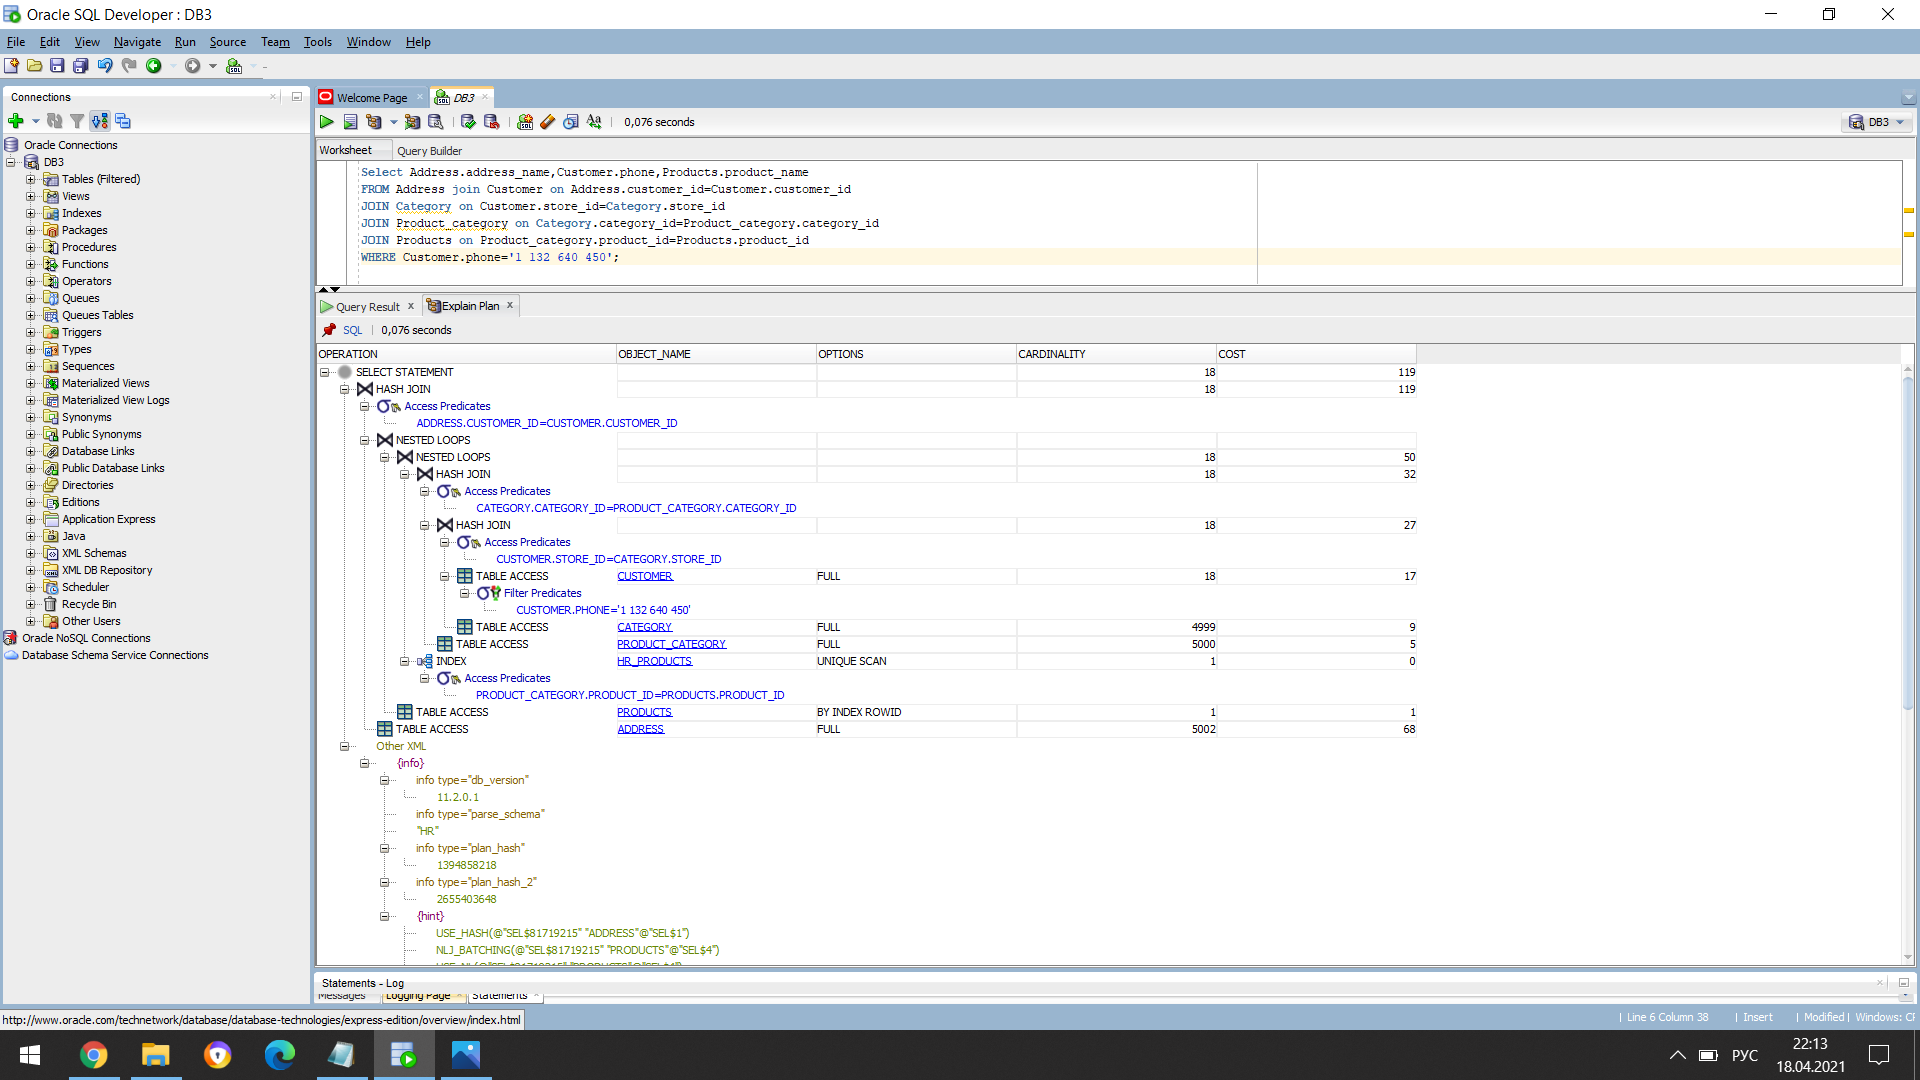 Oracle SQL Developer : DB3
File Edit View Navigate Run Source Team Tools Window Help
Connections
Oracle Connections
DB3
Tables (Filtered)
Views
Indexes
Packages
Procedures
Functions
Operators
Queues
Queues Tables
Triggers
Types
Sequences
Materialized Views
Materialized View Logs
Synonyms
Public Synonyms
Database Links
Public Database Links
Directories
Editions
Application Express
Java
XML Schemas
XML DB Repository
Scheduler
Recycle Bin
Other Users
Oracle NoSQL Connections
Database Schema Service Connections
Welcome Page DB3
0,076 seconds
DB3
Worksheet Query Builder
Select Address.address_name,Customer.phone,Products.product_name
FROM Address join Customer on Address.customer_id=Customer.customer_id
JOIN Category on Customer.store_id=Category.store_id
JOIN Product_category on Category.category_id=Product_category.category_id
JOIN Products on Product_category.product_id=Products.product_id
WHERE Customer.phone='1 132 640 450';
Query Result Explain Plan
SQL 0,076 seconds
OPERATION OBJECT_NAME OPTIONS CARDINALITY COST
SELECT STATEMENT 18 119
HASH JOIN 18 119
Access Predicates
ADDRESS.CUSTOMER_ID=CUSTOMER.CUSTOMER_ID
NESTED LOOPS
NESTED LOOPS 18 50
HASH JOIN 18 32
Access Predicates
CATEGORY.CATEGORY_ID=PRODUCT_CATEGORY.CATEGORY_ID
HASH JOIN 18 27
Access Predicates
CUSTOMER.STORE_ID=CATEGORY.STORE_ID
TABLE ACCESS CUSTOMER FULL 18 17
Filter Predicates
CUSTOMER.PHONE='1 132 640 450'
TABLE ACCESS CATEGORY FULL 4999 9
TABLE ACCESS PRODUCT_CATEGORY FULL 5000 5
INDEX HR_PRODUCTS UNIQUE SCAN 1 0
Access Predicates
PRODUCT_CATEGORY.PRODUCT_ID=PRODUCTS.PRODUCT_ID
TABLE ACCESS PRODUCTS BY INDEX ROWID 1 1
TABLE ACCESS ADDRESS FULL 5002 68
Other XML
{info}
info type="db_version"
11.2.0.1
info type="parse_schema"
"HR"
info type="plan_hash"
1394858218
info type="plan_hash_2"
2655403648
{hint}
USE_HASH(@"SEL$81719215" "ADDRESS"@"SEL$1")
NLJ_BATCHING(@"SEL$81719215" "PRODUCTS"@"SEL$4")
USE_NL(@"SEL$81719215" "PRODUCTS"@"SEL$4")
Statements - Log
Messages Logging Page Statements
http://www.oracle.com/technetwork/database/database-technologies/express-edition/overview/index.html
Line 6 Column 38 Insert Modified Windows:
РУС
22:13
18.04.2021